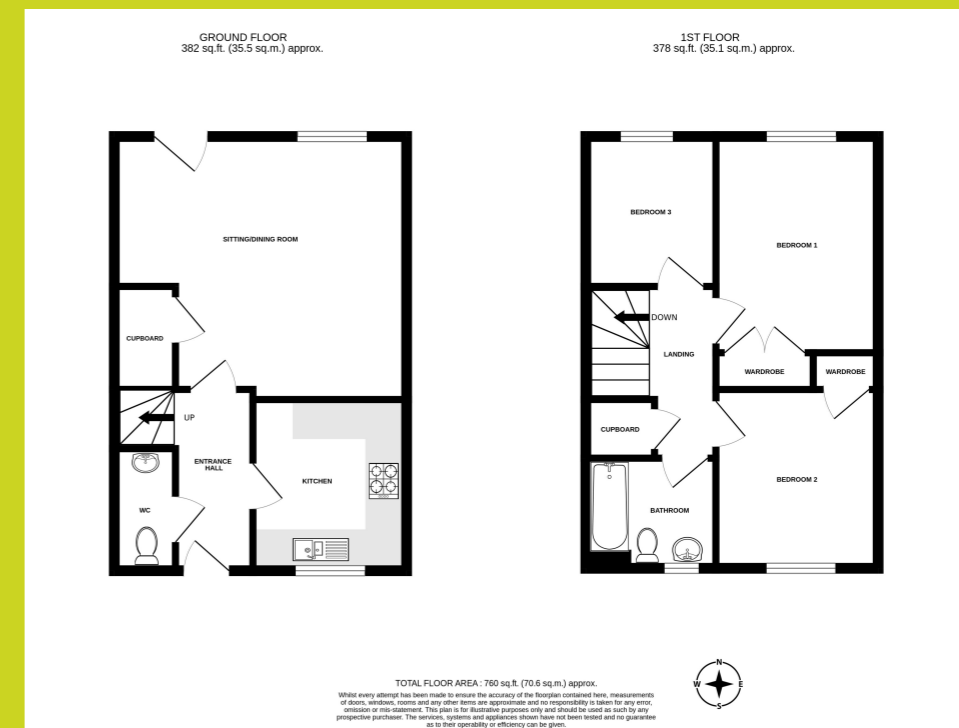 GROUND FLOOR
382 sq.ft. (35.5 sq.m.) approx.
1ST FLOOR
378 sq.ft. (35.1 sq.m.) approx.
SITTING/DINING ROOM
CUPBOARD
UP
ENTRANCE
HALL
WC
KITCHEN
BEDROOM 3
BEDROOM 1
DOWN
LANDING
WARDROBE
WARDROBE
CUPBOARD
BEDROOM 2
BATHROOM
TOTAL FLOOR AREA : 760 sq.ft. (70.6 sq.m.) approx.
Whilst every attempt has been made to ensure the accuracy of the floorplan contained here, measurements
of doors, windows, rooms and any other items are approximate and no responsibility is taken for any error,
omission or mis-statement. This plan is for illustrative purposes only and should be used as such by any
prospective purchaser. The services, systems and appliances shown have not been tested and no guarantee
as to their operability or efficiency can be given.
N
W
E
S